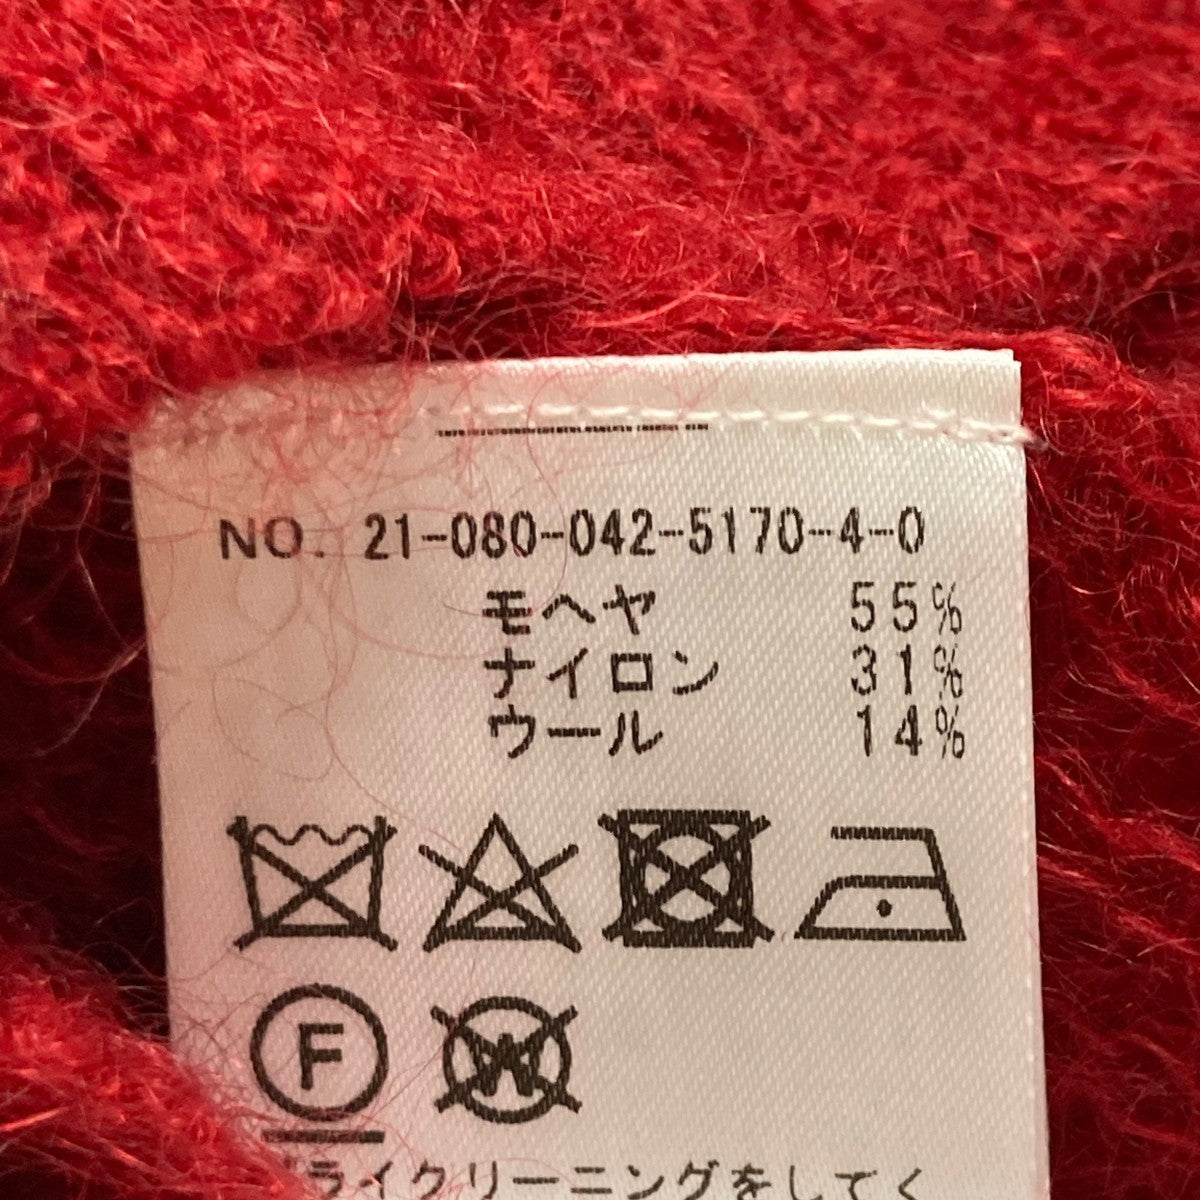 NO. 21-080-042-5170-4-0
モヘヤ 55%
ナイロン 31%
ウール 14%
F
W
ドライクリーニングをしてく